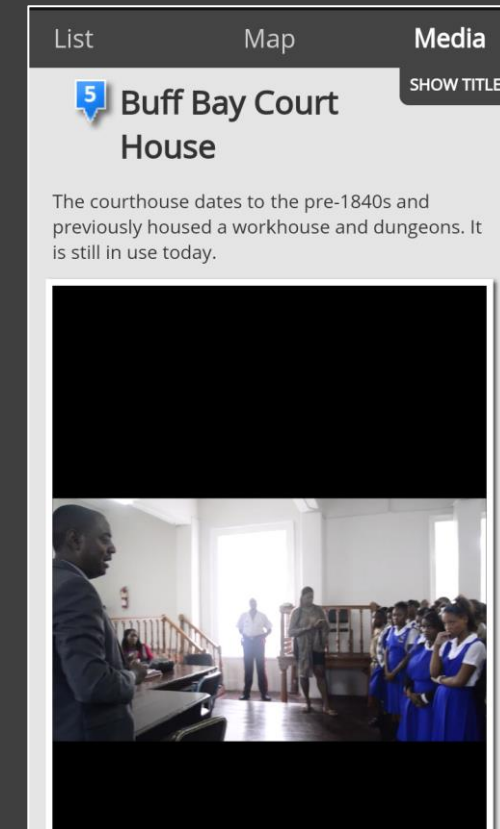 List Map Media
SHOW TITLE
5
Buff Bay Court
House
The courthouse dates to the pre-1840s and
previously housed a workhouse and dungeons. It
is still in use today.